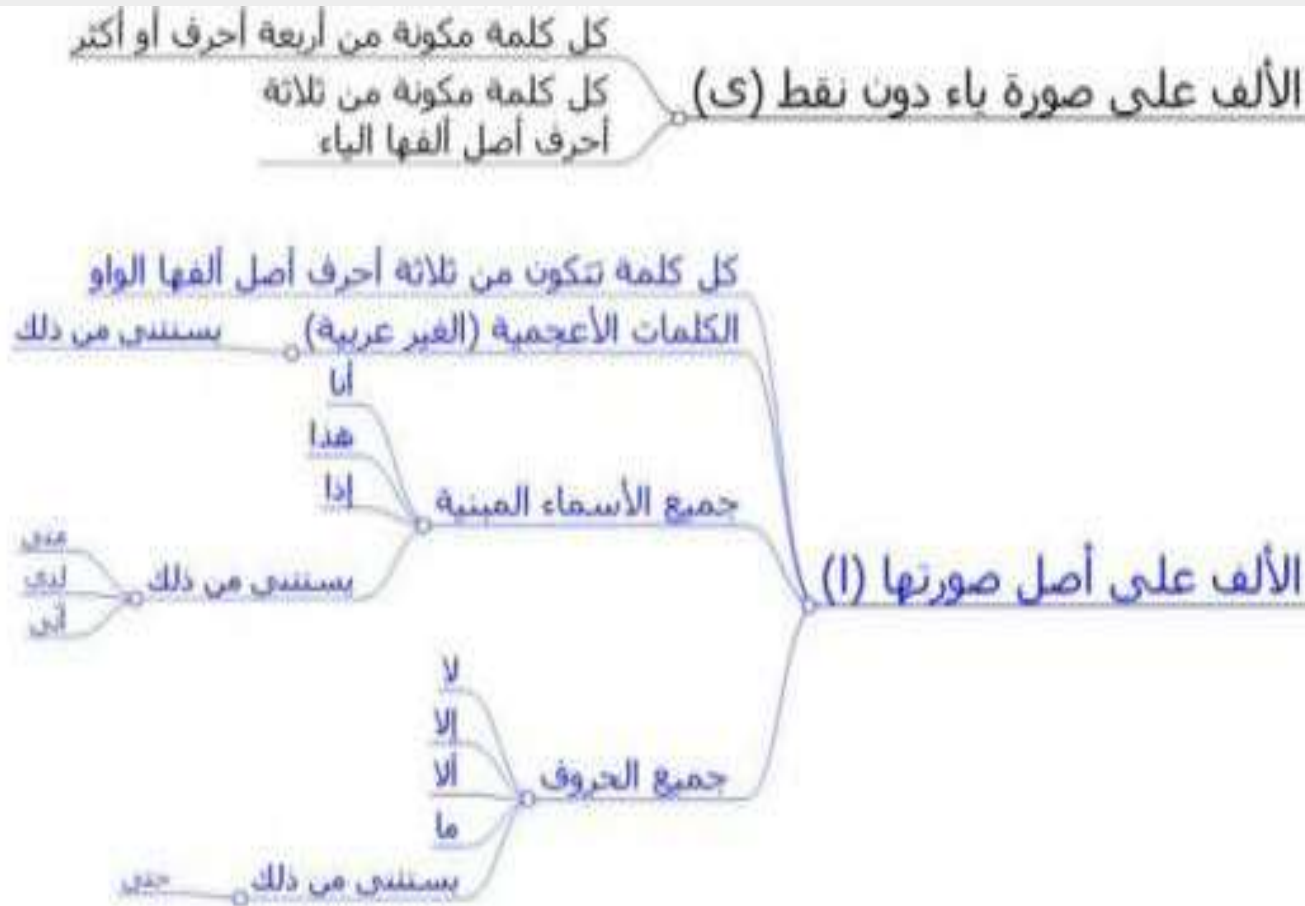 الألف على صورة ياء دون نقط (ى)
كل كلمة مكونة من أربعة أحرف أو أكثر
كل كلمة مكونة من ثلاثة
أحرف أصل ألفها الياء
الألف على أصل صورتها (ا)
كل كلمة تتكون من ثلاثة أحرف أصل ألفها الواو
الكلمات الأعجمية (الغير عربية)
يستثنى من ذلك
جميع الأسماء المبنية
أنا
هذا
إذا
يستثنى من ذلك
متى
لدى
أنى
جميع الحروف
لا
إلا
ألا
ما
يستثنى من ذلك
حتى